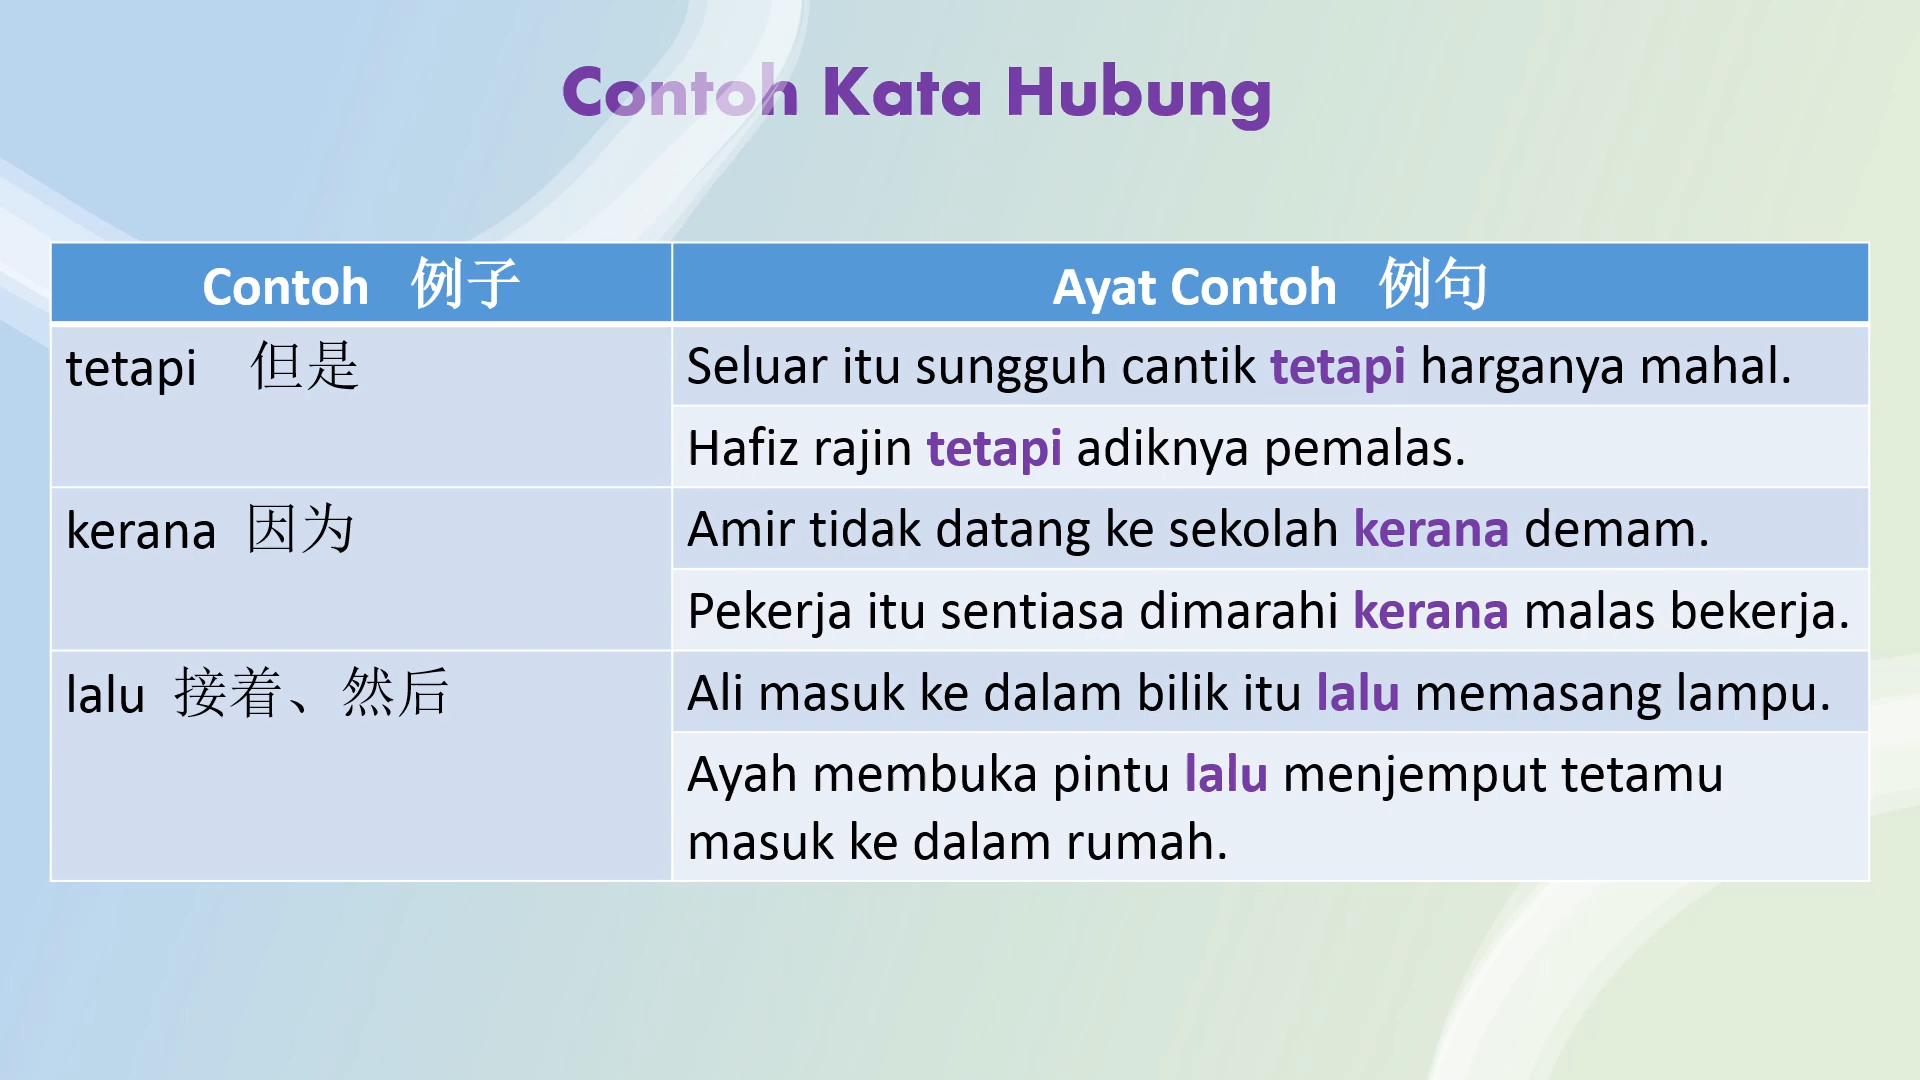 Contoh Kata Hubung
Contoh 例子
Ayat Contoh 例句
tetapi 但是
Seluar itu sungguh cantik tetapi harganya mahal.
Hafiz rajin tetapi adiknya pemalas.
kerana 因为
Amir tidak datang ke sekolah kerana demam.
Pekerja itu sentiasa dimarahi kerana malas bekerja.
lalu 接着、然后
Ali masuk ke dalam bilik itu lalu memasang lampu.
Ayah membuka pintu lalu menjemput tetamu
masuk ke dalam rumah.